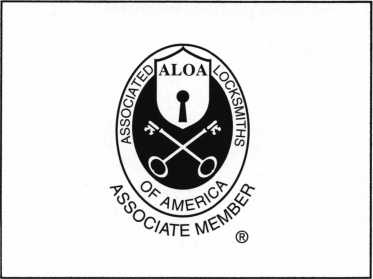 ALOA
ASSOCIATED LOCKSMITHS
OF AMERICA
ASSOCIATE MEMBER
®